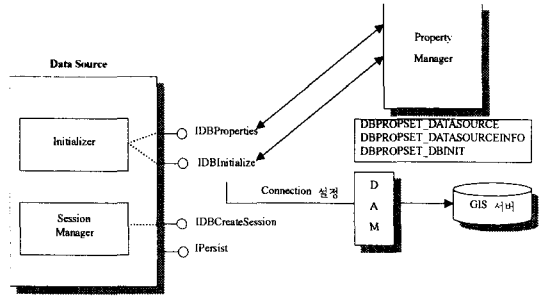 Property
Manager
Data Source
Initializer
IDBProperties
IDBInitialize
DBPROPSET_DATASOURCE
DBPROPSET_DATASOURCEINFO
DBPROPSET_DBINIT
Connection 설정
D
A
M
GIS 서버
Session
Manager
IDBCreateSession
IPersist